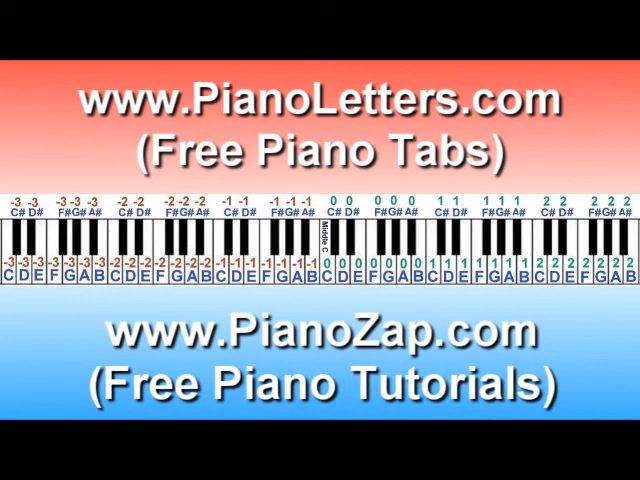 www.PianoLetters.com
(Free Piano Tabs)
-3 -3 -3 -3 -3 -2 -2 -2 -2 -2 -1 -1 -1 -1 -1 0 0 0 0 0 1 1 1 1 1 2 2 2 2 2
C# D# F# G# A# C# D# F# G# A# C# D# F# G# A# C# D# F# G# A# C# D# F# G# A# C# D# F# G# A#
Middle C
-3 -3 -3 -3 -3 -3 -3 -2 -2 -2 -2 -2 -2 -2 -1 -1 -1 -1 -1 -1 -1 0 0 0 0 0 0 0 1 1 1 1 1 1 1 2 2 2 2 2 2 2
C D E F G A B C D E F G A B C D E F G A B C D E F G A B C D E F G A B C D E F G A B
www.PianoZap.com
(Free Piano Tutorials)